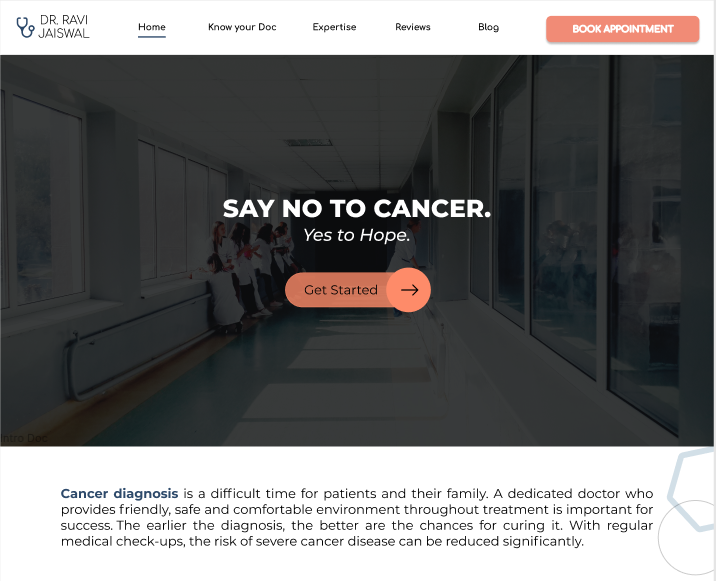 DR. RAVI
JAISWAL
Home
Know your Doc
Expertise
Reviews
Blog
BOOK APPOINTMENT
SAY NO TO CANCER.
Yes to Hope.
Get Started
Intro Doc
Cancer diagnosis is a difficult time for patients and their family. A dedicated doctor who
provides friendly, safe and comfortable environment throughout treatment is important for
success. The earlier the diagnosis, the better are the chances for curing it. With regular
medical check-ups, the risk of severe cancer disease can be reduced significantly.